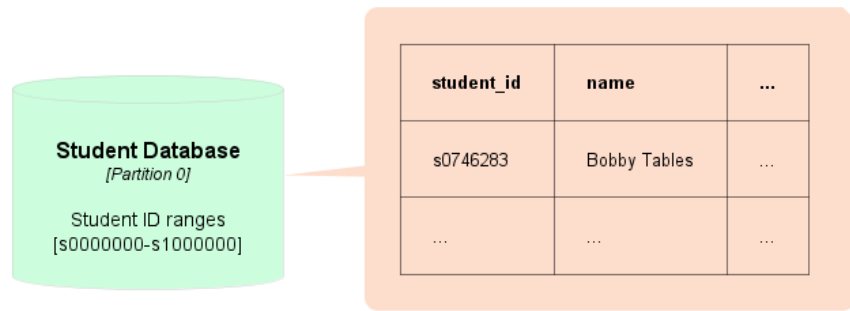 Student Database
[Partition 0]
Student ID ranges
[s0000000-s1000000]
student_id name ...
s0746283 Bobby Tables ...
... ... ...